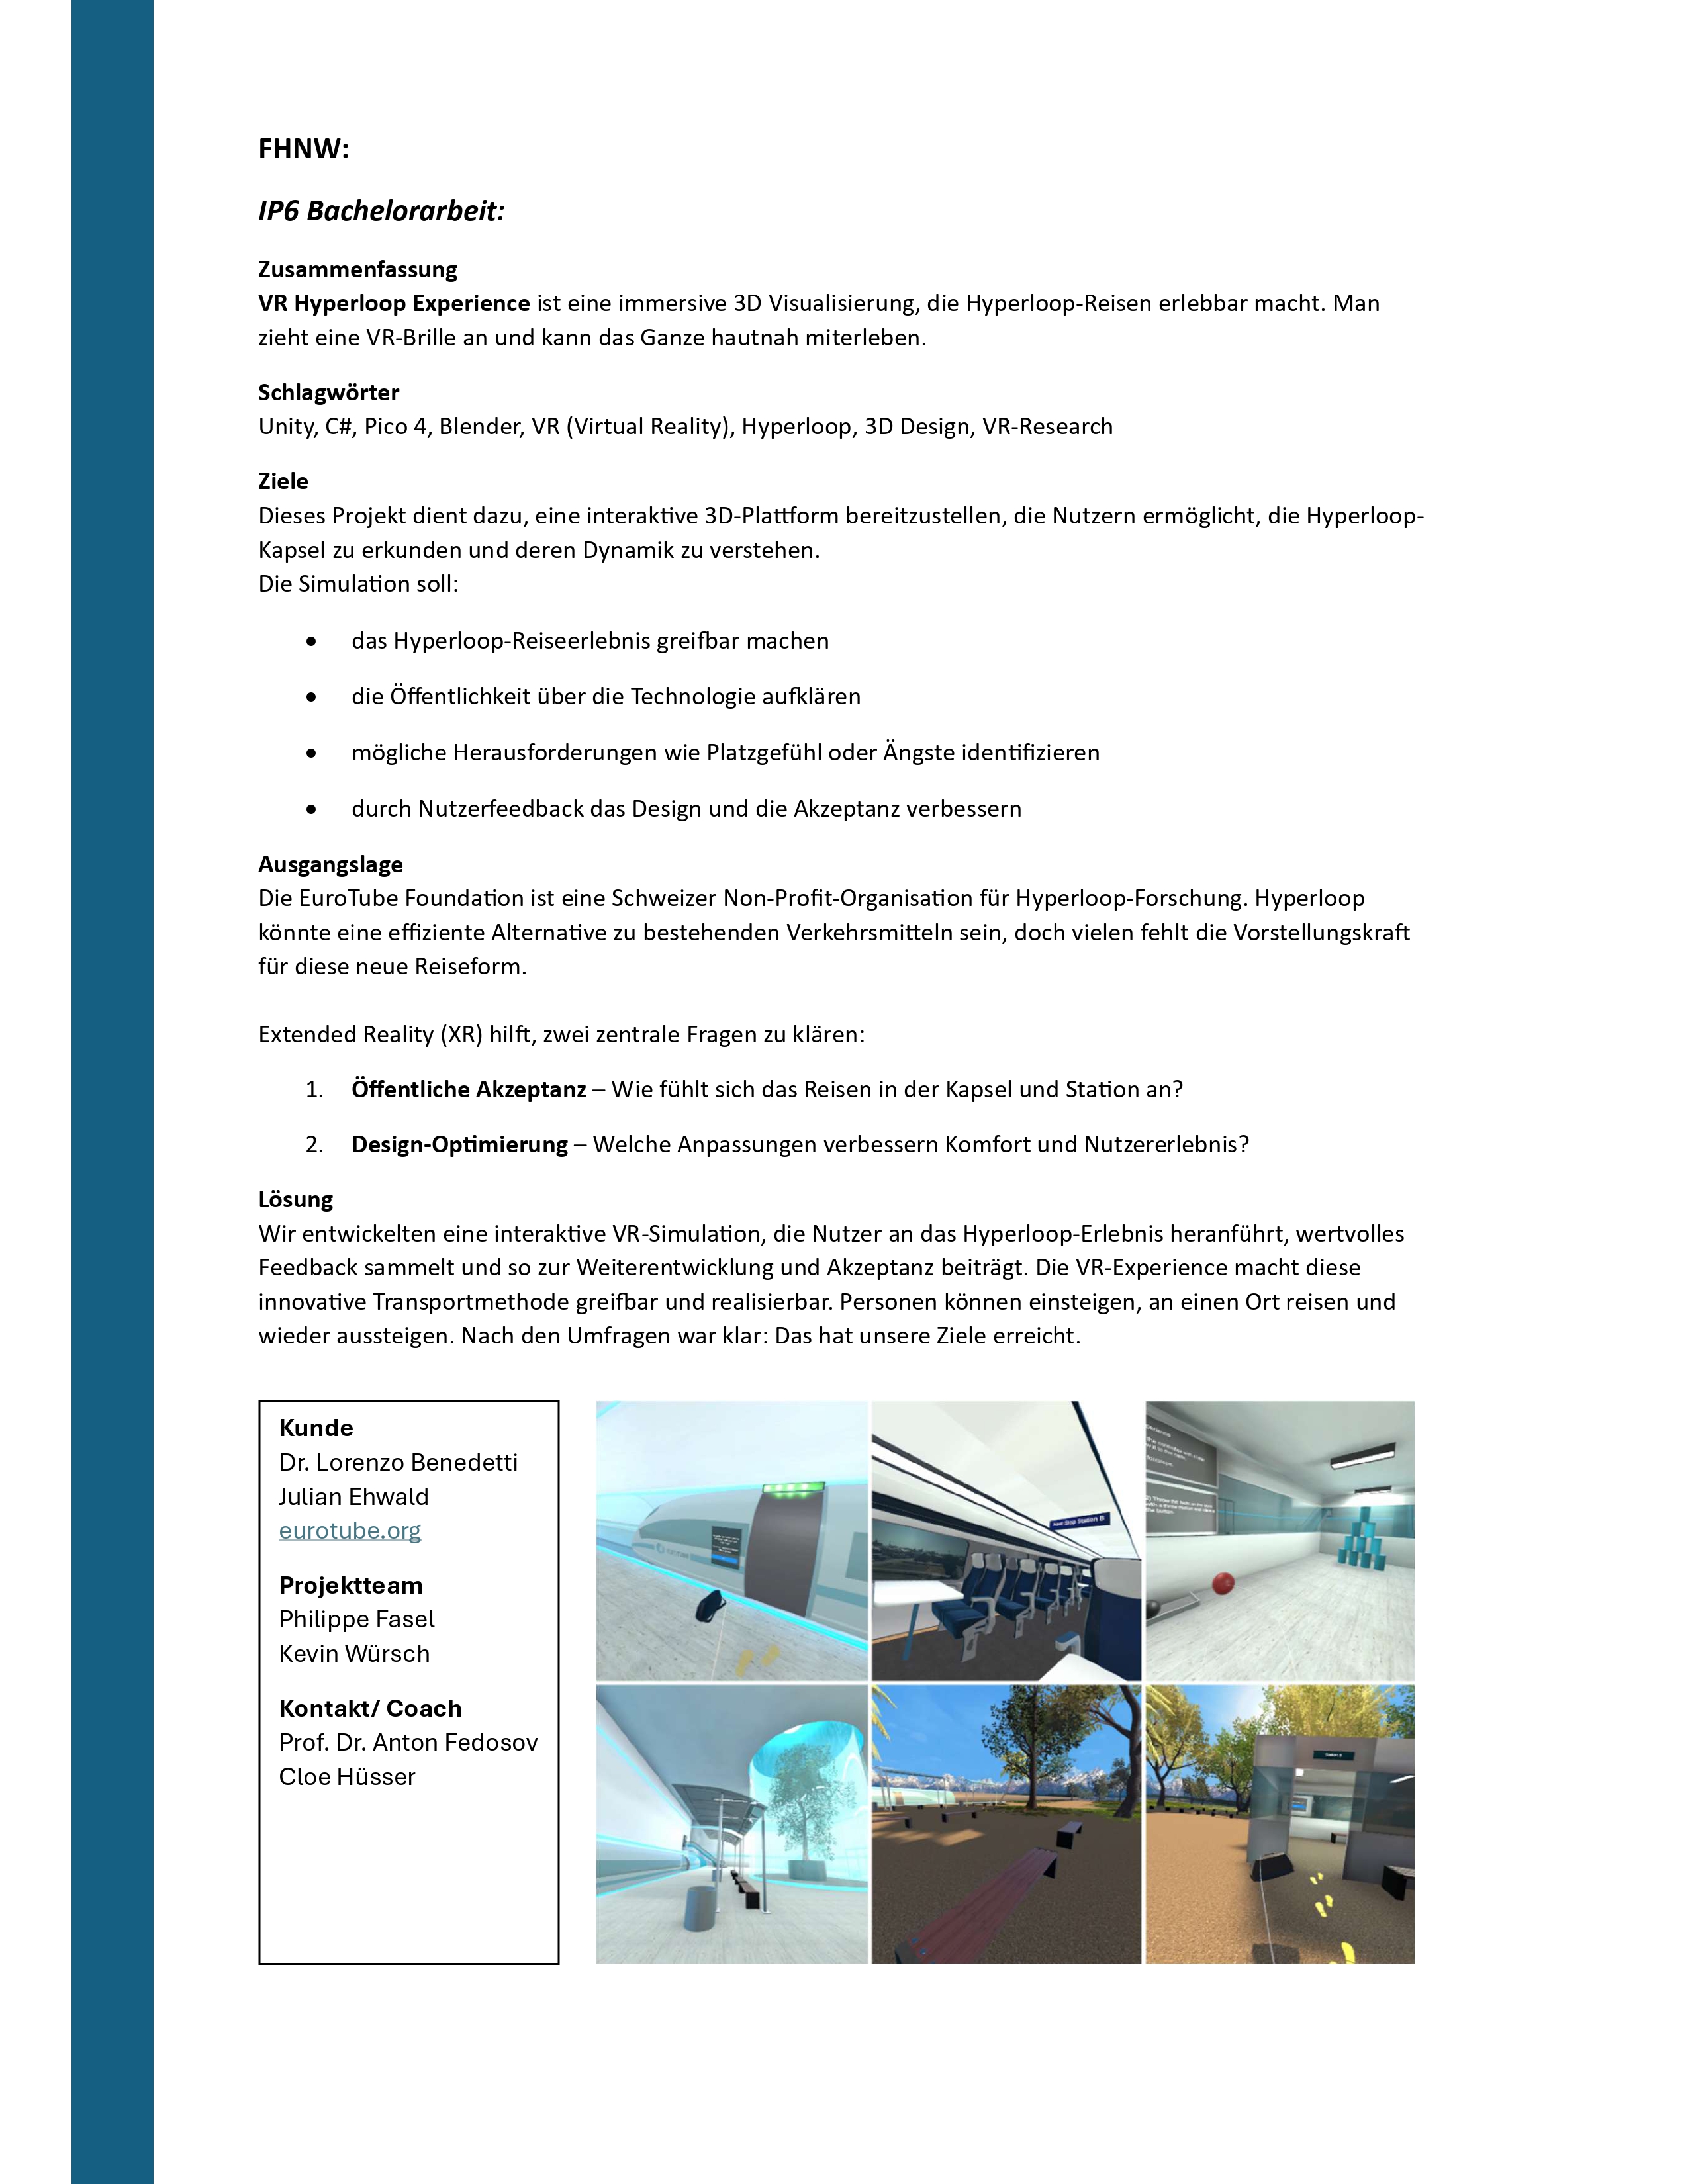 FHNW:
IP6 Bachelorarbeit:
Zusammenfassung
VR Hyperloop Experience ist eine immersive 3D Visualisierung, die Hyperloop-Reisen erlebbar macht. Man
zieht eine VR-Brille an und kann das Ganze hautnah miterleben.
Schlagwörter
Unity, C#, Pico 4, Blender, VR (Virtual Reality), Hyperloop, 3D Design, VR-Research
Ziele
Dieses Projekt dient dazu, eine interaktive 3D-Plattform bereitzustellen, die Nutzern ermöglicht, die Hyperloop-
Kapsel zu erkunden und deren Dynamik zu verstehen.
Die Simulation soll:
• das Hyperloop-Reiseerlebnis greifbar machen
• die Öffentlichkeit über die Technologie aufklären
• mögliche Herausforderungen wie Platzgefühl oder Ängste identifizieren
• durch Nutzerfeedback das Design und die Akzeptanz verbessern
Ausgangslage
Die EuroTube Foundation ist eine Schweizer Non-Profit-Organisation für Hyperloop-Forschung. Hyperloop
könnte eine effiziente Alternative zu bestehenden Verkehrsmitteln sein, doch vielen fehlt die Vorstellungskraft
für diese neue Reiseform.
Extended Reality (XR) hilft, zwei zentrale Fragen zu klären:
1. Öffentliche Akzeptanz – Wie fühlt sich das Reisen in der Kapsel und Station an?
2. Design-Optimierung – Welche Anpassungen verbessern Komfort und Nutzererlebnis?
Lösung
Wir entwickelten eine interaktive VR-Simulation, die Nutzer an das Hyperloop-Erlebnis heranführt, wertvolles
Feedback sammelt und so zur Weiterentwicklung und Akzeptanz beiträgt. Die VR-Experience macht diese
innovative Transportmethode greifbar und realisierbar. Personen können einsteigen, an einen Ort reisen und
wieder aussteigen. Nach den Umfragen war klar: Das hat unsere Ziele erreicht.
Kunde
Dr. Lorenzo Benedetti
Julian Ehwald
eurotube.org
Projektteam
Philippe Fasel
Kevin Würsch
Kontakt/ Coach
Prof. Dr. Anton Fedosov
Cloe Hüsser
Next Stop Station B